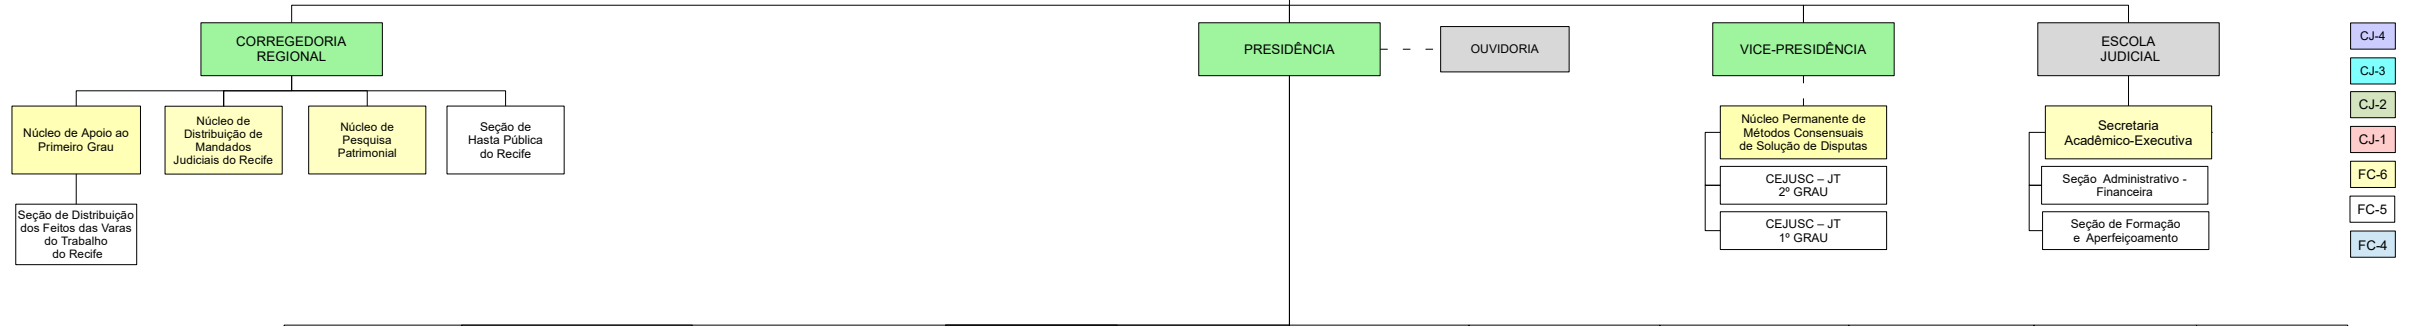 CORREGEDORIA
REGIONAL
PRESIDÊNCIA
OUVIDORIA
VICE-PRESIDÊNCIA
ESCOLA
JUDICIAL
Núcleo de Apoio ao
Primeiro Grau
Núcleo de
Distribuição de
Mandados
Judiciais do Recife
Núcleo de
Pesquisa
Patrimonial
Seção de
Hasta Pública
do Recife
Seção de Distribuição
dos Feitos das Varas
do Trabalho
do Recife
Núcleo Permanente de
Métodos Consensuais
de Solução de Disputas
CEJUSC – JT
2º GRAU
CEJUSC – JT
1º GRAU
Secretaria
Acadêmico-Executiva
Seção Administrativo -
Financeira
Seção de Formação
e Aperfeiçoamento
CJ-4
CJ-3
CJ-2
CJ-1
FC-6
FC-5
FC-4